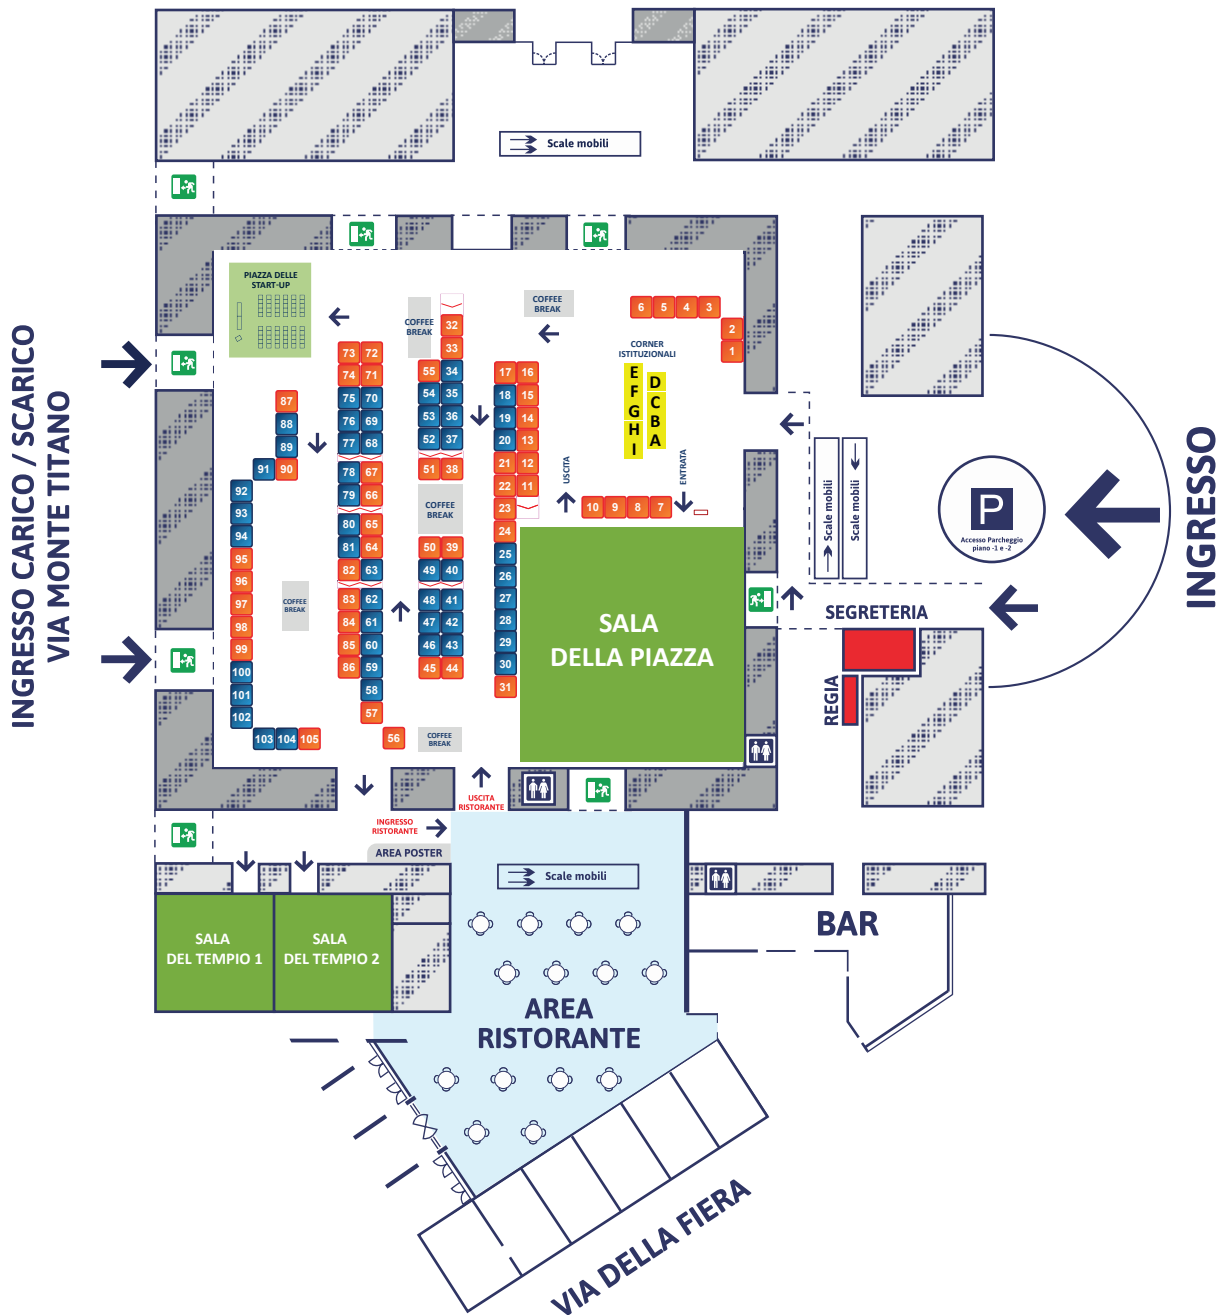 Scale mobili
PIAZZA DELLE
START-UP
COFFEE
BREAK
COFFEE
BREAK
6 5 4 3
2
1
CORNER
ISTITUZIONALI
E
F
G
H
I
D
C
B
A
32
33
55 34
54 35
53 36
52 37
51 38
COFFEE
BREAK
50 39
49 40
48 41
47 42
46 43
45 44
COFFEE
BREAK
73 72
74 71
75 70
76 69
77 68
78 67
79 66
80 65
81 64
82 63
83 62
84 61
85 60
86 59
58
57
56
17 16
18 15
19 14
20 13
21 12
22 11
23
24
25
26
27
28
29
30
31
87
88
89
91 90
92
93
94
95
96
97
98
99
100
101
102
103 104 105
COFFEE
BREAK
USCITA
ENTRATA
10 9 8 7
SALA
DELLA PIAZZA
INGRESSO CARICO / SCARICO
VIA MONTE TITANO
Scale mobili
Scale mobili
P
Accesso Parcheggio
piano -1 e -2
INGRESSO
SEGRETERIA
REGIA
USCITA
RISTORANTE
INGRESSO
RISTORANTE
AREA POSTER
Scale mobili
SALA
DEL TEMPIO 1
SALA
DEL TEMPIO 2
BAR
AREA
RISTORANTE
VIA DELLA FIERA